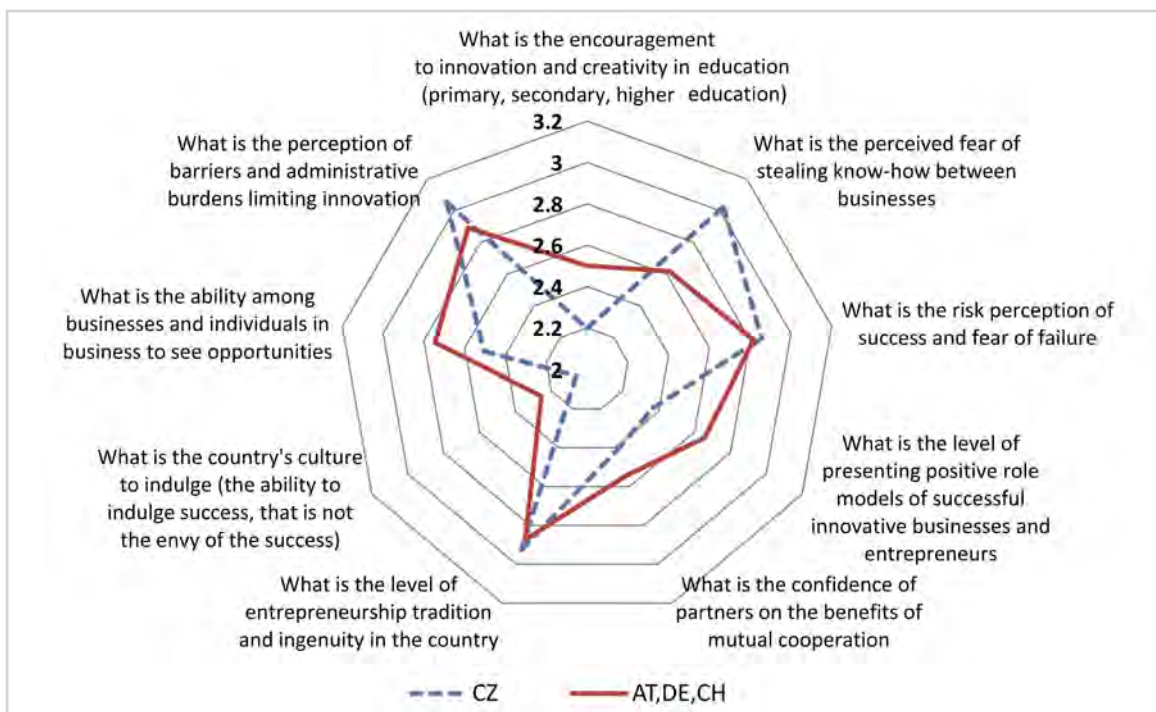 What is the encouragement
to innovation and creativity in education
(primary, secondary, higher education)
3.2
3
2.8
2.6
2.4
2.2
2
What is the perceived fear of
stealing know-how between
businesses
What is the risk perception of
success and fear of failure
What is the level of
presenting positive role
models of successful
innovative businesses and
entrepreneurs
What is the confidence of
partners on the benefits of
mutual cooperation
What is the level of
entrepreneurship tradition
and ingenuity in the country
What is the country's culture
to indulge (the ability to
indulge success, that is not
the envy of the success)
What is the ability among
businesses and individuals in
business to see opportunities
What is the perception of
barriers and administrative
burdens limiting innovation
CZ
AT,DE,CH